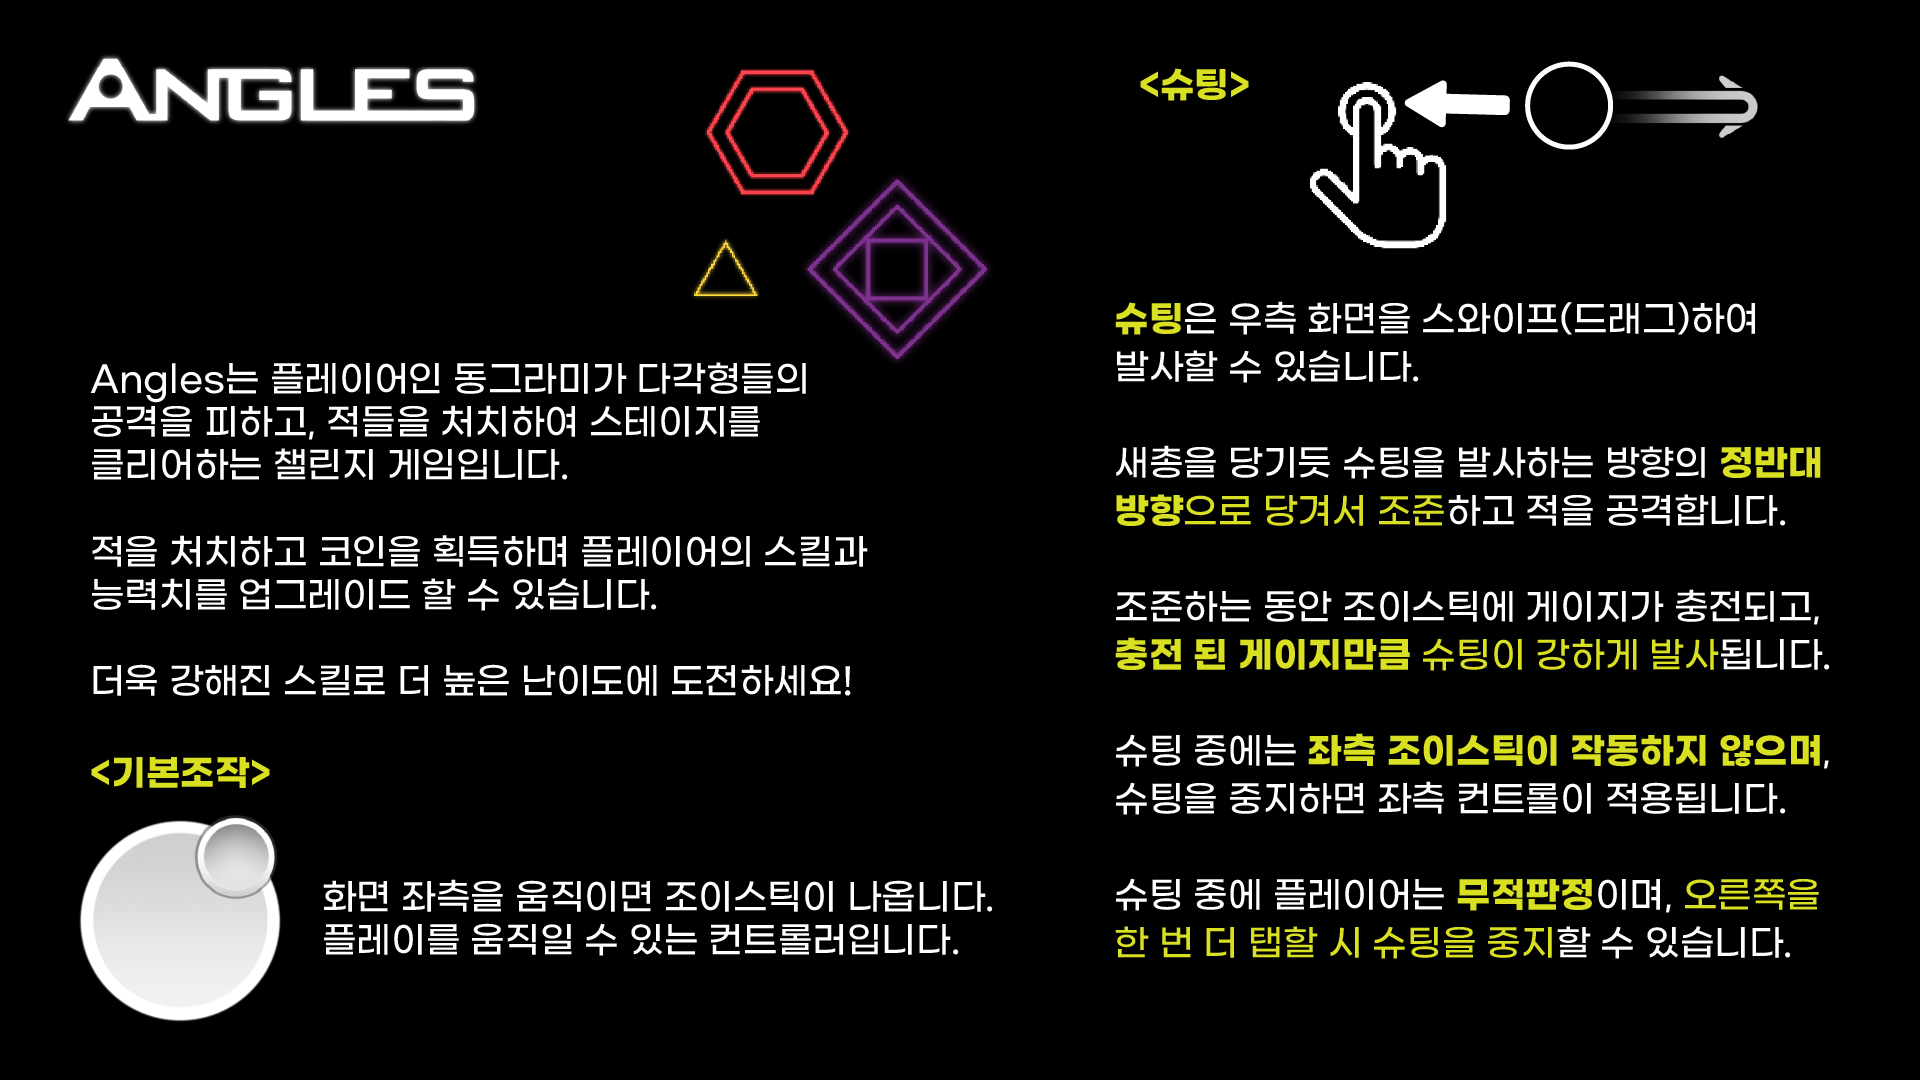 ANGLES
Angles는 플레이어인 동그라미가 다각형들의
공격을 피하고, 적들을 처치하여 스테이지를
클리어하는 챌린지 게임입니다.
적을 처치하고 코인을 획득하며 플레이어의 스킬과
능력치를 업그레이드 할 수 있습니다.
더욱 강해진 스킬로 더 높은 난이도에 도전하세요!
<기본조작>
화면 좌측을 움직이면 조이스틱이 나옵니다.
플레이를 움직일 수 있는 컨트롤러입니다.
<슈팅>
슈팅은 우측 화면을 스와이프(드래그)하여
발사할 수 있습니다.
새총을 당기듯 슈팅을 발사하는 방향의 정반대
방향으로 당겨서 조준하고 적을 공격합니다.
조준하는 동안 조이스틱에 게이지가 충전되고,
충전 된 게이지만큼 슈팅이 강하게 발사됩니다.
슈팅 중에는 좌측 조이스틱이 작동하지 않으며,
슈팅을 중지하면 좌측 컨트롤이 적용됩니다.
슈팅 중에 플레이어는 무적판정이며, 오른쪽을
한 번 더 탭할 시 슈팅을 중지할 수 있습니다.